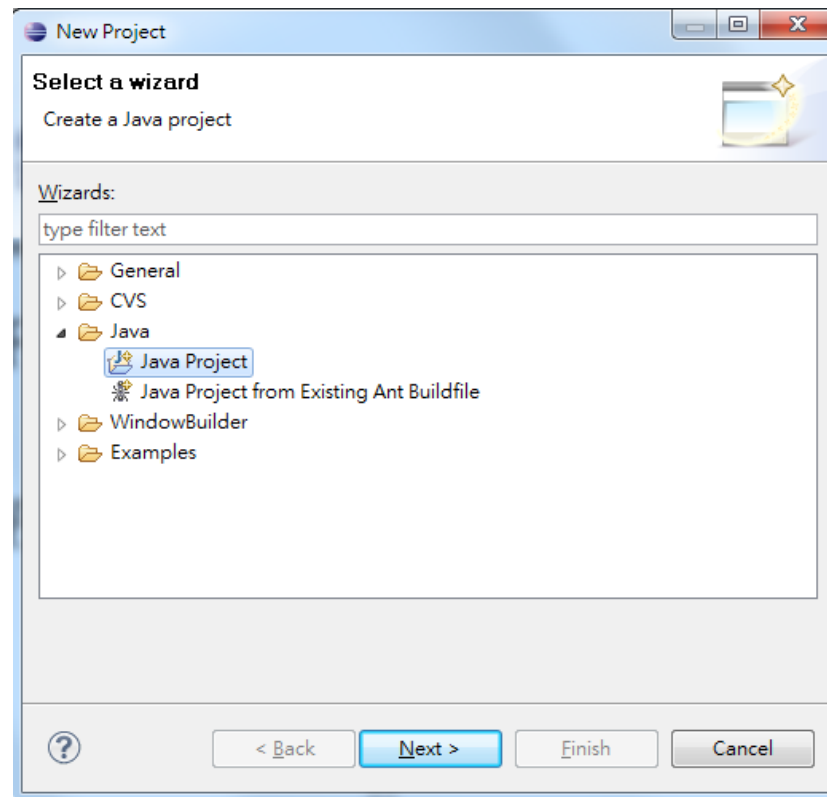 New Project
Select a wizard
Create a Java project
Wizards:
type filter text
General
CVS
Java
Java Project
Java Project from Existing Ant Buildfile
WindowBuilder
Examples
?
< Back Next > Finish Cancel